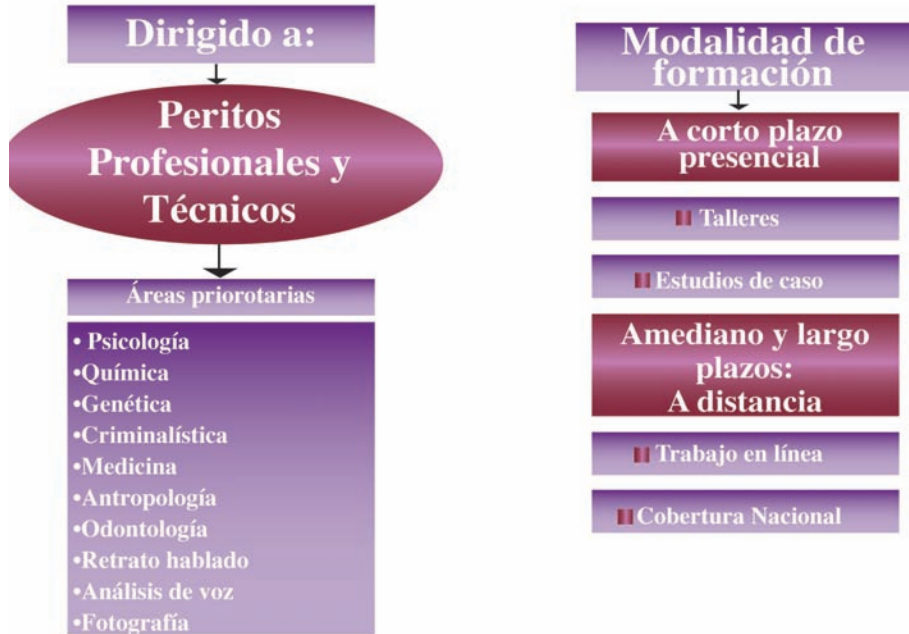 Dirigido a:
Peritos
Profesionales y
Técnicos
Áreas priorotarias
• Psicología
•Química
•Genética
•Criminalística
•Medicina
•Antropología
•Odontología
•Retrato hablado
•Análisis de voz
•Fotografía
Modalidad de
formación
A corto plazo
presencial
Talleres
Estudios de caso
Amediano y largo
plazos:
A distancia
Trabajo en línea
Cobertura Nacional